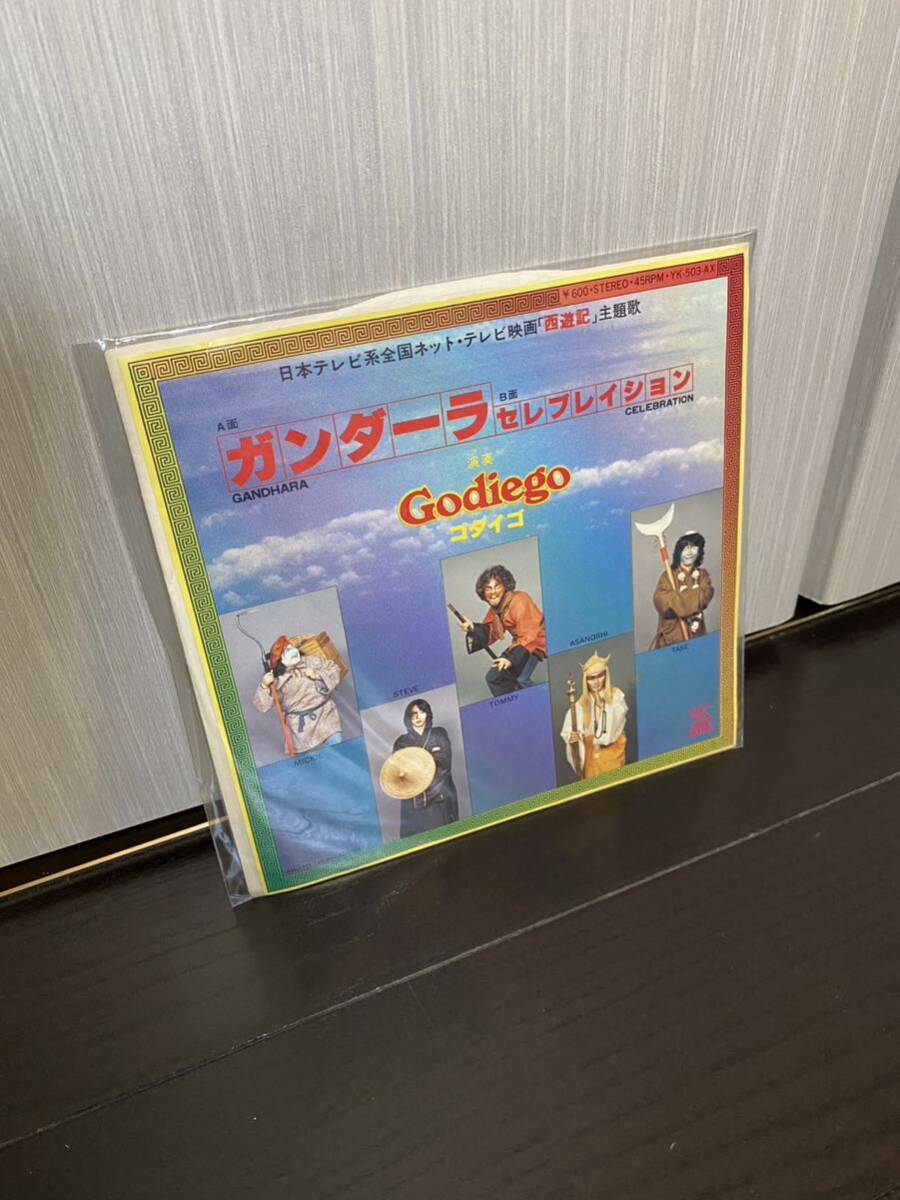 ¥600・STEREO・45RPM・YK-503-AX
日本テレビ系全国ネット・テレビ映画「西遊記」主題歌
A面
ガンダーラ
GANDHARA
B面
セレブレイション
CELEBRATION
演奏
Godiego
ゴダイゴ
MICKIE
STEVE
TOMMY
ASANOSHI
TAKE